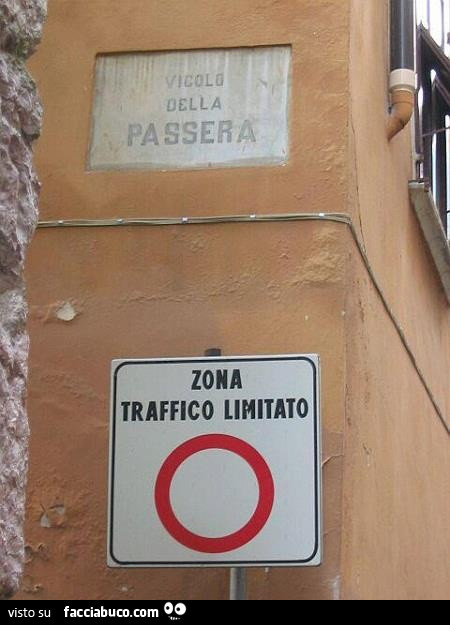 VICOLO
DELLA
PASSERA
ZONA
TRAFFICO LIMITATO
visto su facciabuco.com